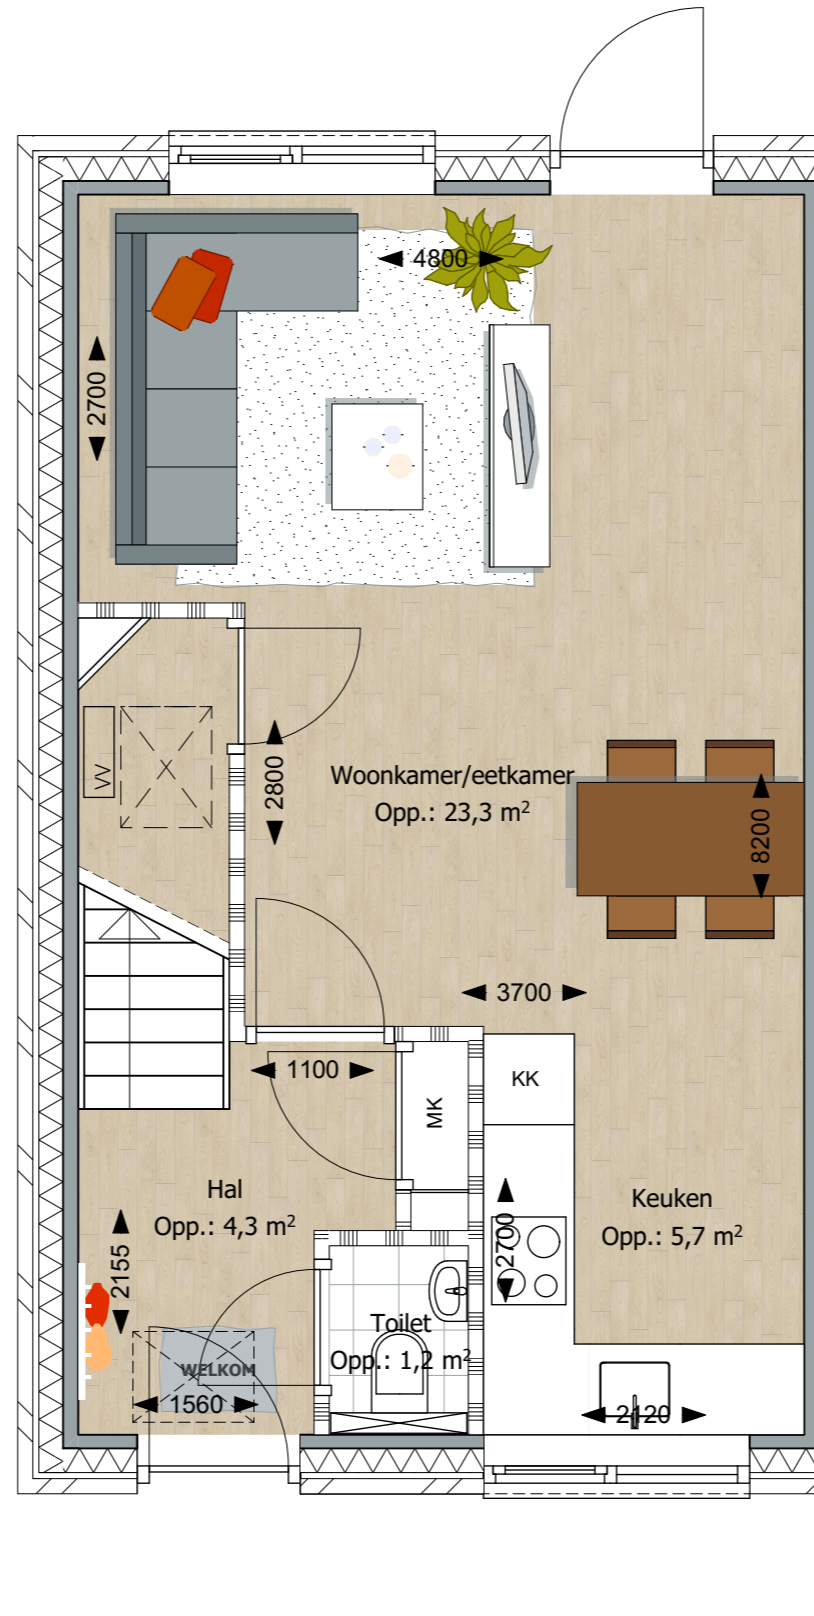 4800
2700
VV
2800
Woonkamer/eetkamer
Opp.: 23,3 m²
8200
3700
1100
MK
KK
Hal
Opp.: 4,3 m²
2155
2700
Keuken
Opp.: 5,7 m²
Toilet
Opp.: 1,2 m²
WELKOM
1560
2120